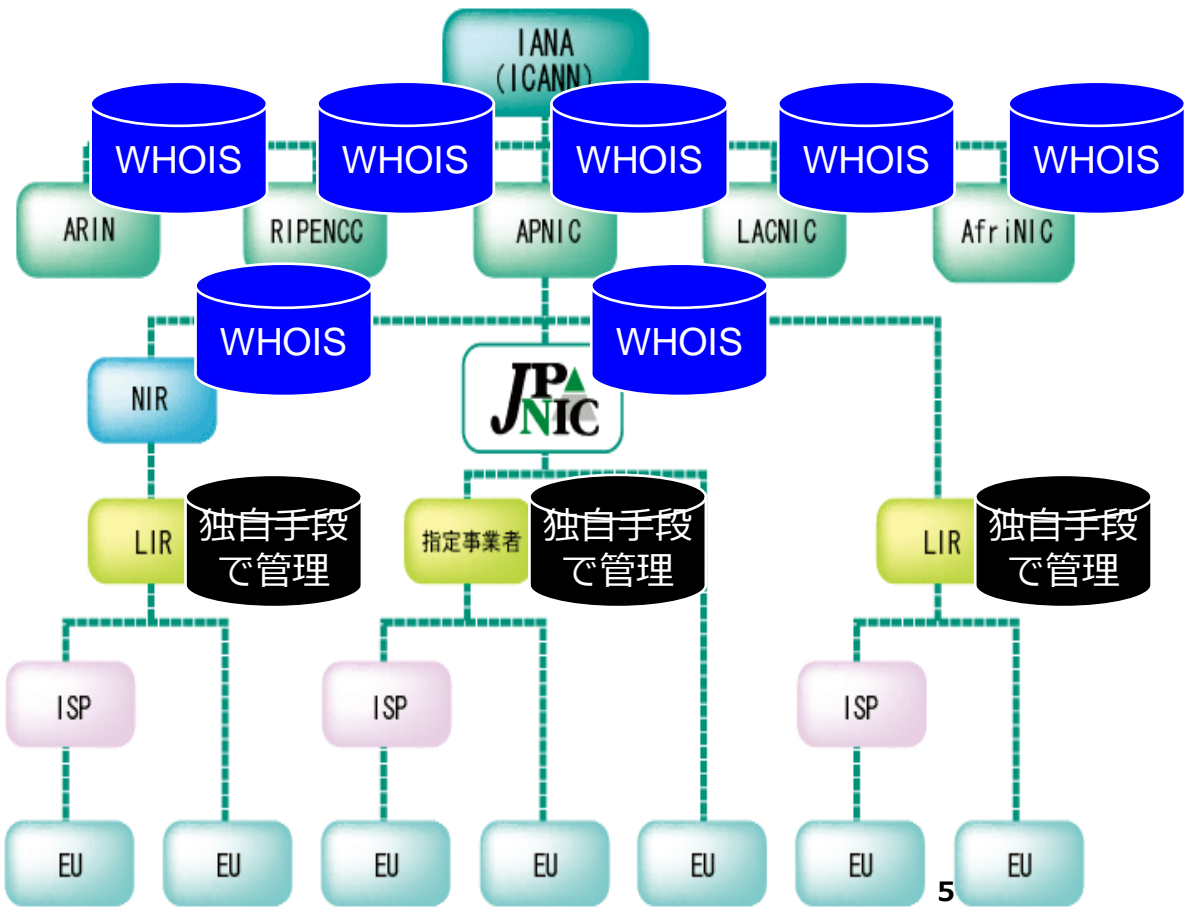 IANA
(ICANN)
WHOIS
WHOIS
WHOIS
WHOIS
WHOIS
ARIN
RIPENCC
APNIC
LACNIC
AfriNIC
WHOIS
WHOIS
NIR
JPNIC
LIR
独自手段
で管理
指定事業者
独自手段
で管理
LIR
独自手段
で管理
ISP
ISP
ISP
EU
EU
EU
EU
EU
EU
EU
5